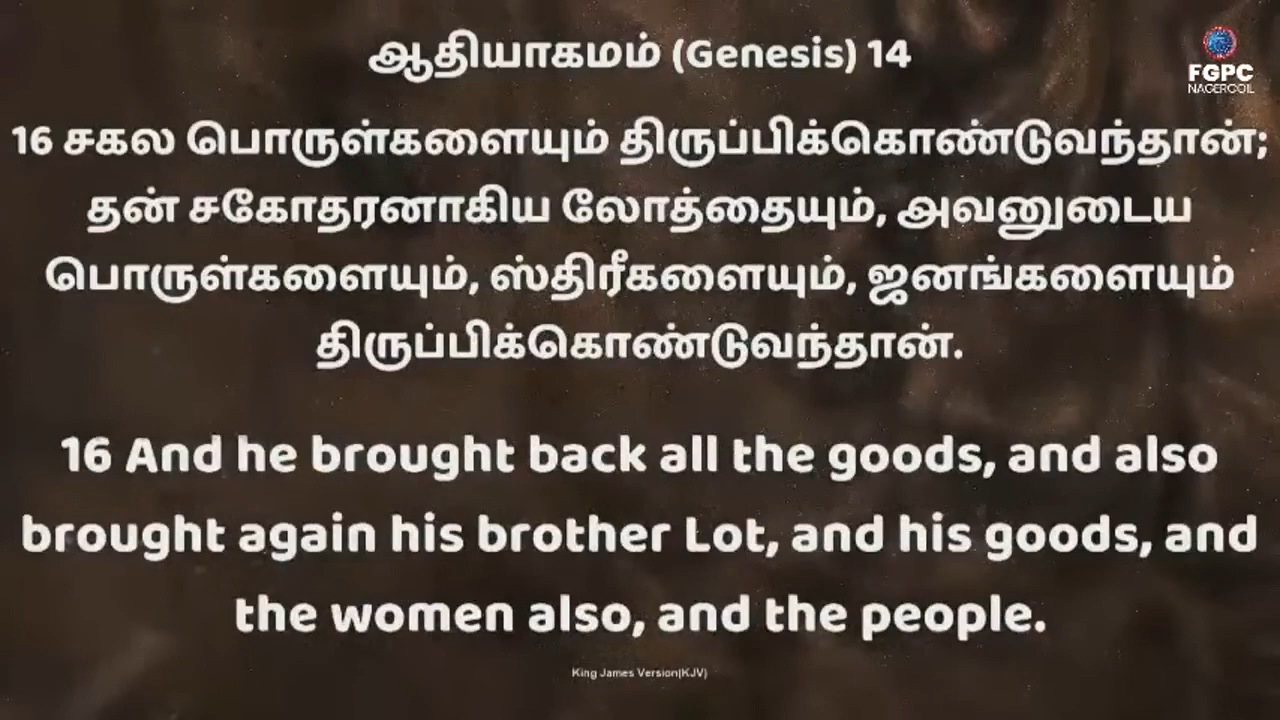 ஆதியாகமம் (Genesis) 14
FGPC
NAGERCOIL
16 சகல பொருள்களையும் திருப்பிக்கொண்டுவந்தான்;
தன் சகோதரனாகிய லோத்தையும், அவனுடைய
பொருள்களையும், ஸ்திரீகளையும், ஜனங்களையும்
திருப்பிக்கொண்டுவந்தான்.
16 And he brought back all the goods, and also
brought again his brother Lot, and his goods, and
the women also, and the people.
King James Version(KJV)